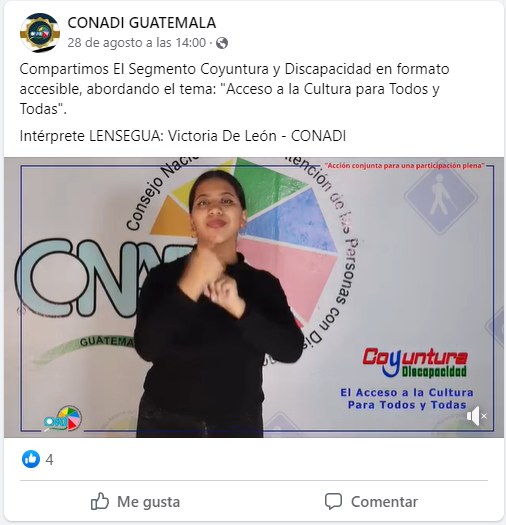 CONADI GUATEMALA
28 de agosto a las 14:00 ·
Compartimos El Segmento Coyuntura y Discapacidad en formato
accesible, abordando el tema: "Acceso a la Cultura para Todos y
Todas".
Intérprete LENSEGUA: Victoria De León - CONADI
"Acción conjunta para una participación plena"
Consejo Nacio
tención de las Personas con Dis
CNA
GUATEMA
Coyuntura
Discapacidad
El Acceso a la Cultura
Para Todos y Todas
4
Me gusta
Comentar